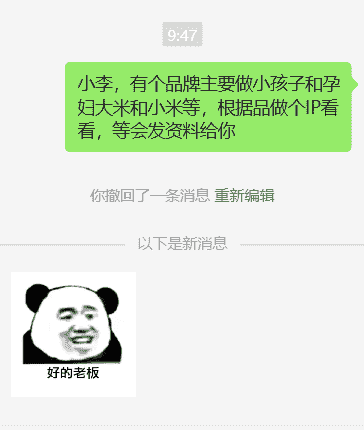 9:47
小李，有个品牌主要做小孩子和孕
妇大米和小米等，根据品做个IP看
看，等会发资料给你
你撤回了一条消息 重新编辑
以下是新消息
好的老板